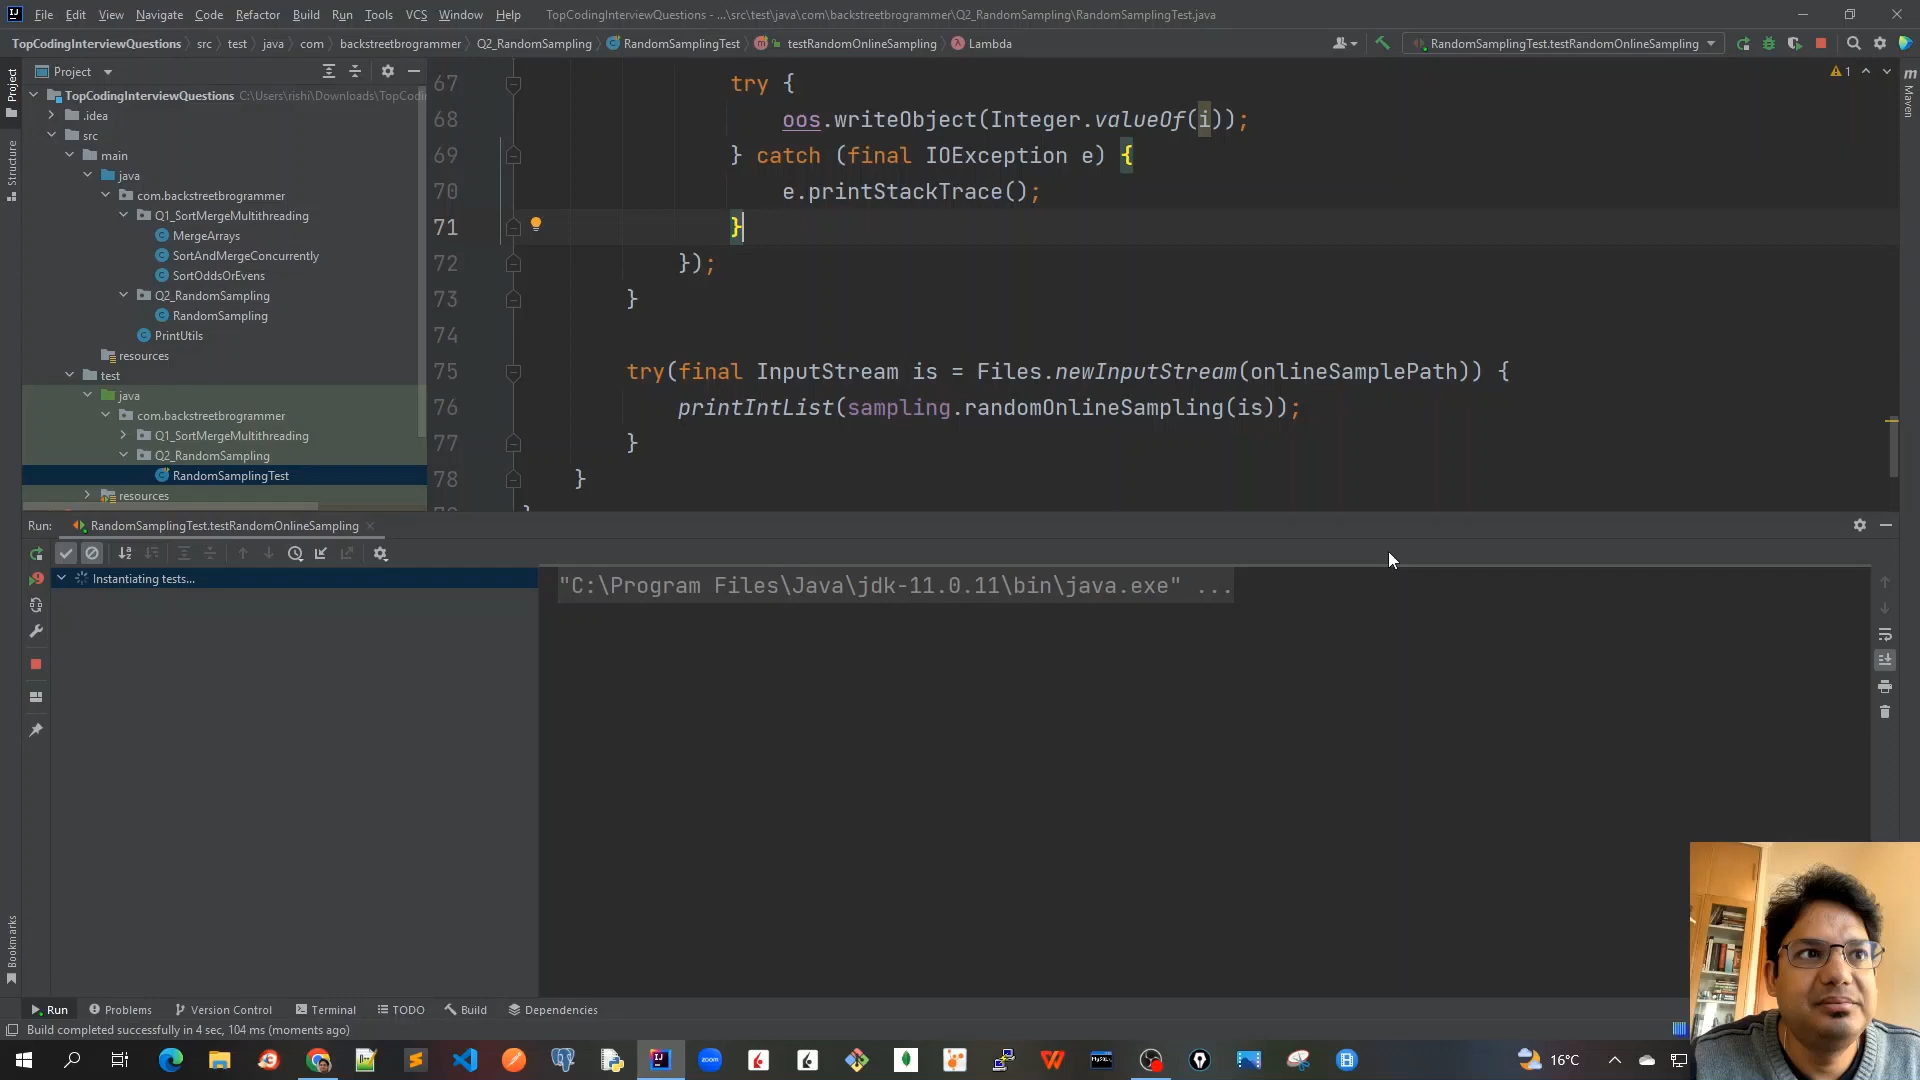 File Edit View Navigate Code Refactor Build Run Tools VCS Window Help TopCodingInterviewQuestions - ...\src\test\java\com\backstreetbrogrammer\Q2_RandomSampling\RandomSamplingTest.java
TopCodingInterviewQuestions src test java com backstreetbrogrammer Q2_RandomSampling RandomSamplingTest testRandomOnlineSampling Lambda RandomSamplingTest.testRandomOnlineSampling
Project
Project
Structure
Bookmarks
Maven
TopCodingInterviewQuestions C:\Users\rishi\Downloads\TopCodi
.idea
src
main
java
com.backstreetbrogrammer
Q1_SortMergeMultithreading
MergeArrays
SortAndMergeConcurrently
SortOddsOrEvens
Q2_RandomSampling
RandomSampling
PrintUtils
resources
test
java
com.backstreetbrogrammer
Q1_SortMergeMultithreading
Q2_RandomSampling
RandomSamplingTest
resources
1
67 try {
68 oos.writeObject(Integer.valueOf(i));
69 } catch (final IOException e) {
70 e.printStackTrace();
71 }
72 });
73 }
74
75 try(final InputStream is = Files.newInputStream(onlineSamplePath)) {
76 printIntList(sampling.randomOnlineSampling(is));
77 }
78 }
Run: RandomSamplingTest.testRandomOnlineSampling
Instantiating tests...
"C:\Program Files\Java\jdk-11.0.11\bin\java.exe" ...
Run Problems Version Control Terminal TODO Build Dependencies
Build completed successfully in 4 sec, 104 ms (moments ago)
zoom
16°C